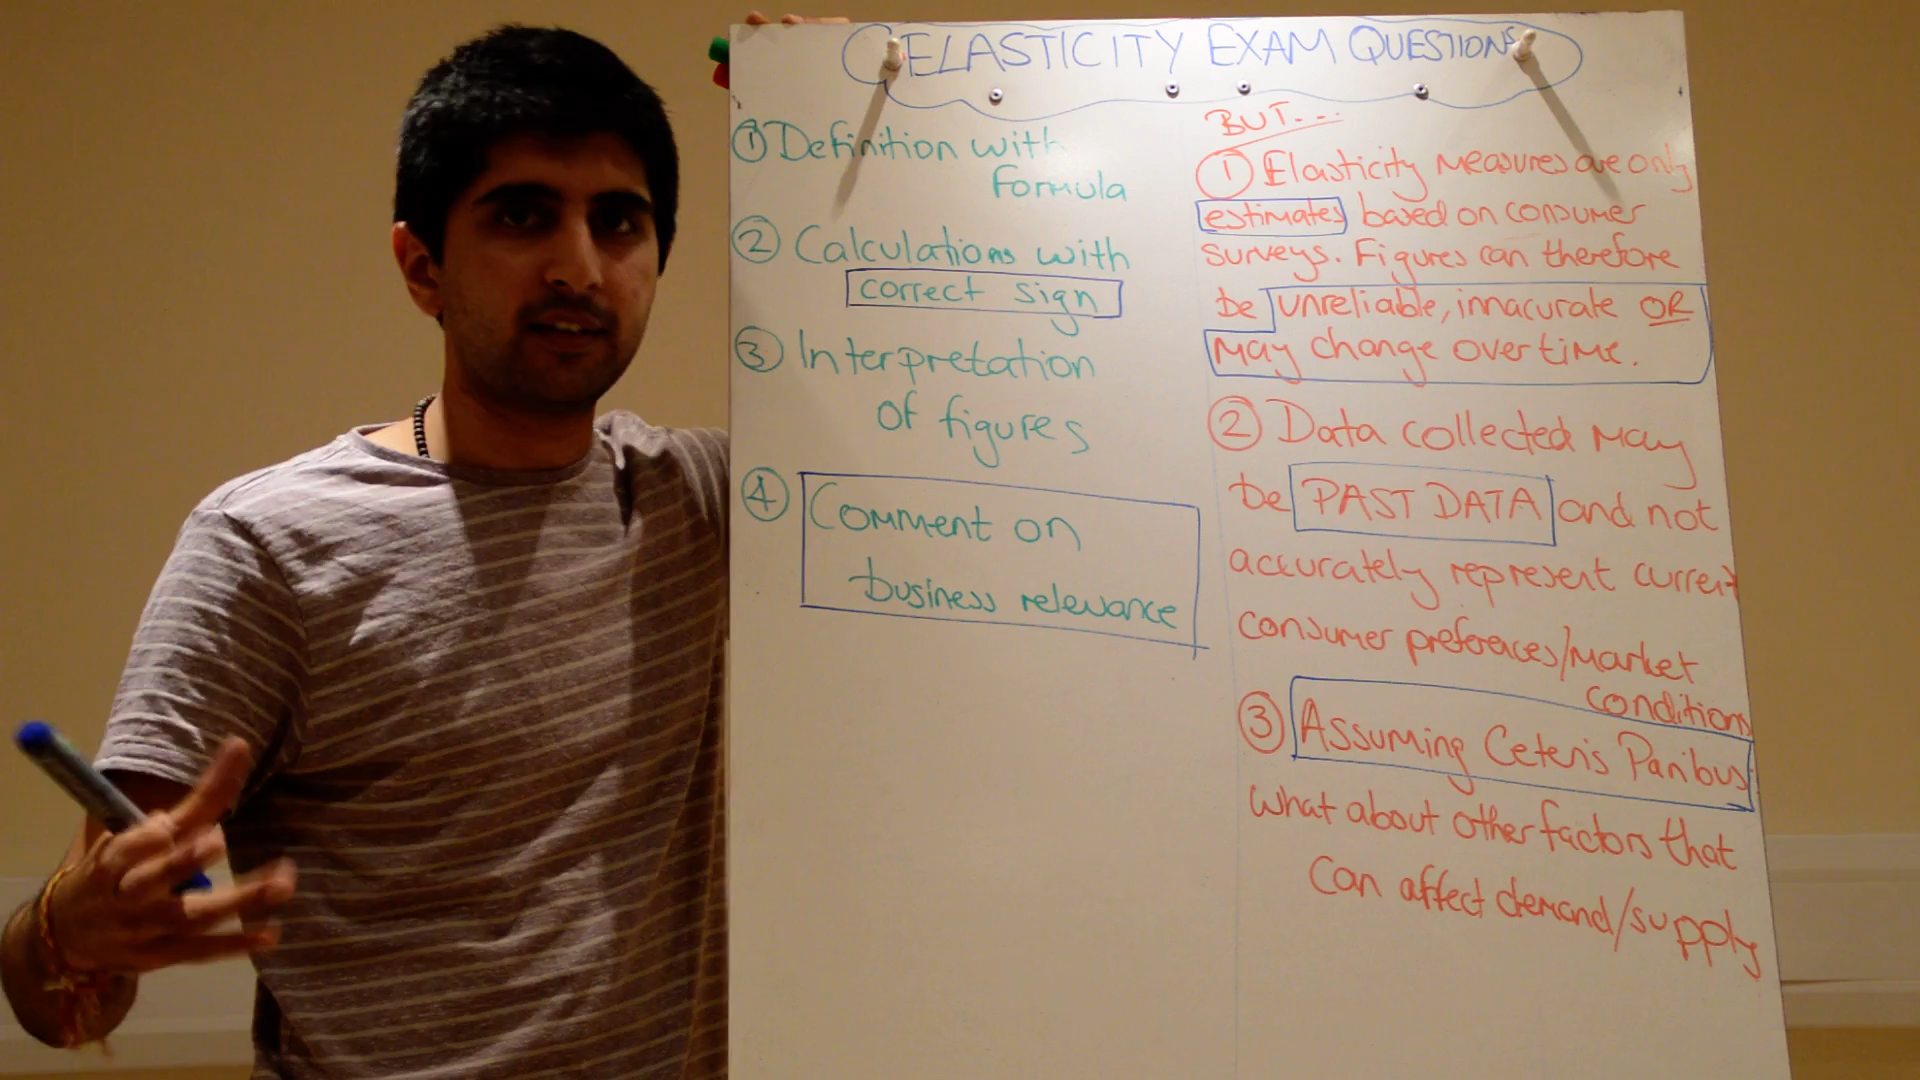 ELASTICITY EXAM QUESTIONS
① Definition with
Formula
② Calculations with
correct sign
③ Interpretation
of figures
④ Comment on
business relevance
BUT...
① Elasticity measures are only
estimates based on consumer
surveys. Figures can therefore
be unreliable, innacurate OR
May change over time.
② Data collected May
be PAST DATA and not
accurately represent current
consumer preferences/Market
conditions
③ Assuming Ceteris Paribus
What about other factors that
Can affect demand/supply